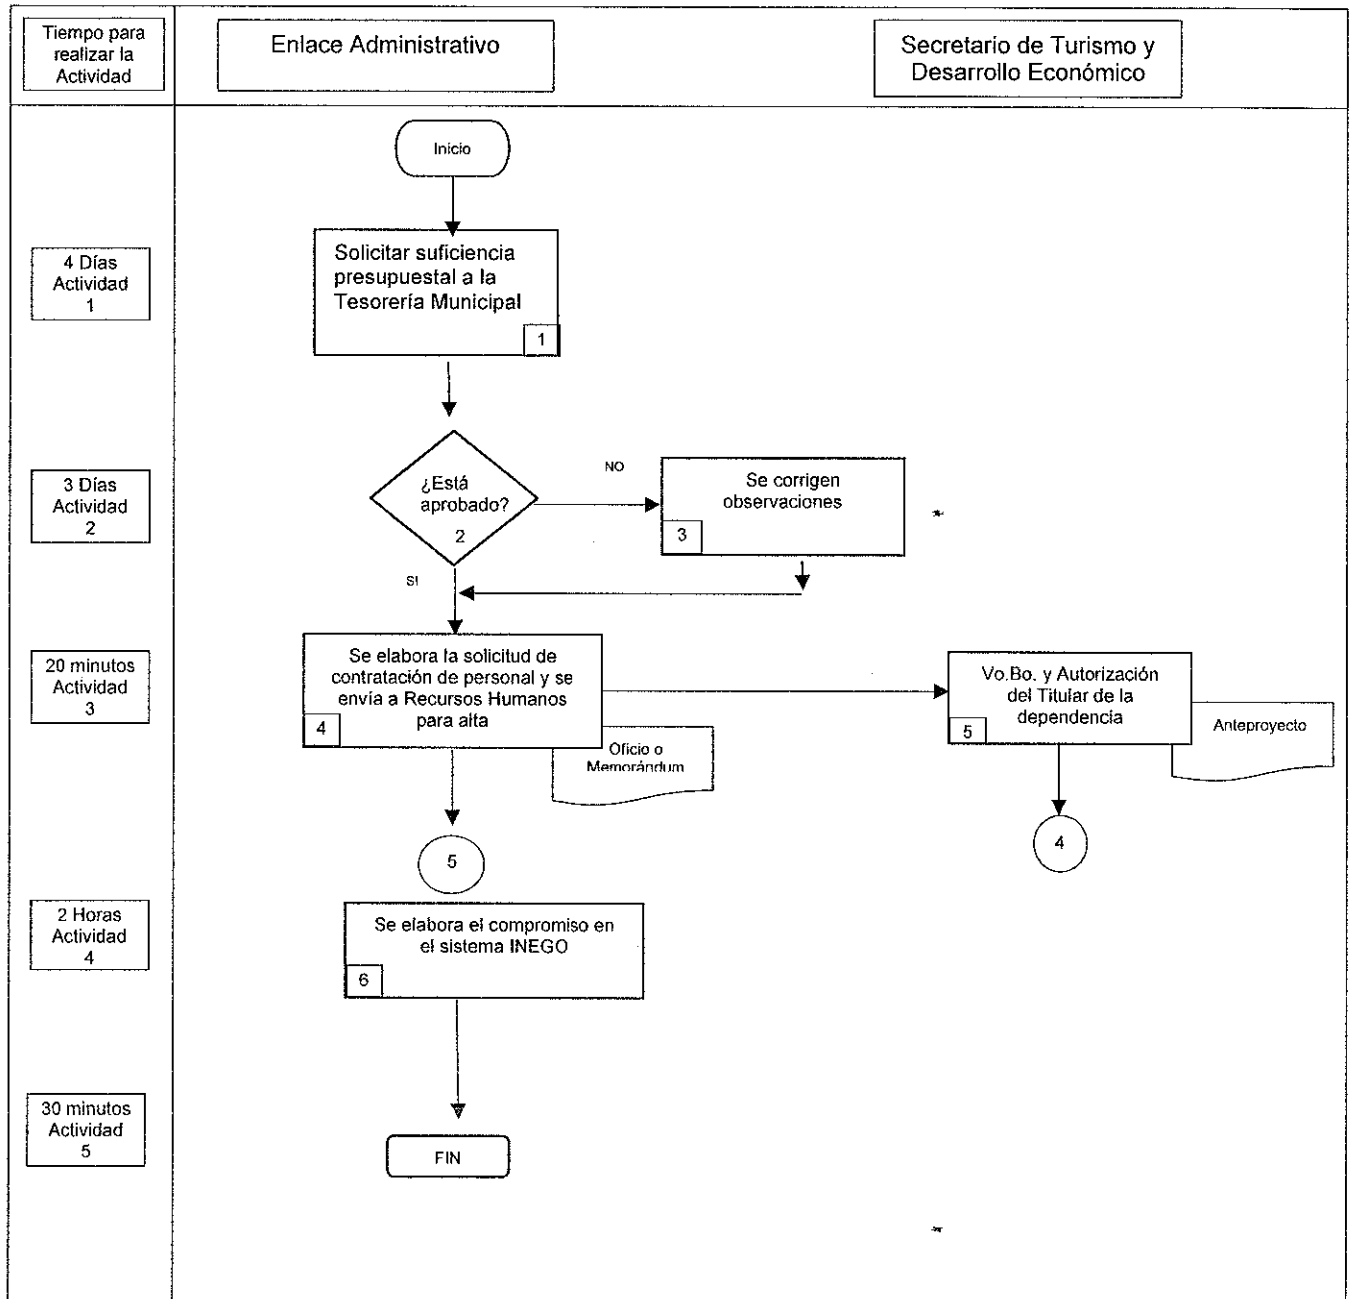 Tiempo para
realizar la
Actividad
Enlace Administrativo
Secretario de Turismo y
Desarrollo Económico
Inicio
4 Días
Actividad
1
Solicitar suficiencia
presupuestal a la
Tesorería Municipal
1
3 Días
Actividad
2
¿Está
aprobado?
2
NO
Se corrigen
observaciones
3
SI
20 minutos
Actividad
3
Se elabora la solicitud de
contratación de personal y se
envía a Recursos Humanos
para alta
4
Oficio o
Memorándum
Vo.Bo. y Autorización
del Titular de la
dependencia
5
Anteproyecto
5
4
2 Horas
Actividad
4
Se elabora el compromiso en
el sistema INEGO
6
30 minutos
Actividad
5
FIN